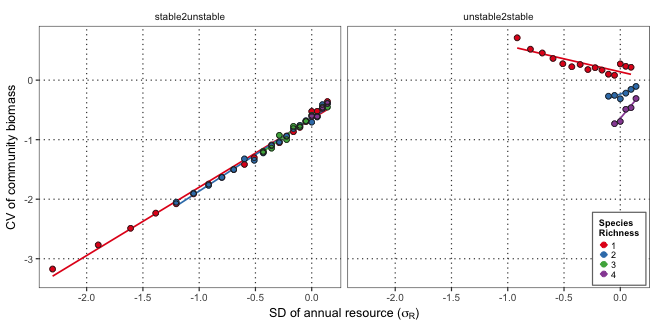 stable2unstable unstable2stable
CV of community biomass
0
-1
-2
-3
Species
Richness
1
2
3
4
-2.0 -1.5 -1.0 -0.5 0.0 -2.0 -1.5 -1.0 -0.5 0.0
SD of annual resource (σR)